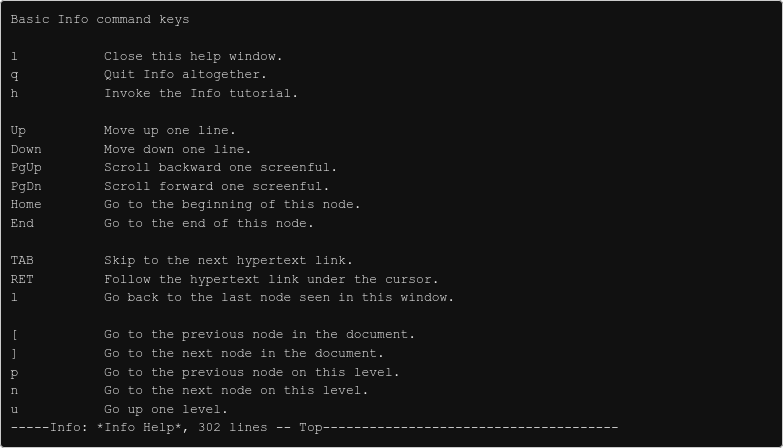 Basic Info command keys

l           Close this help window.
q           Quit Info altogether.
h           Invoke the Info tutorial.

Up          Move up one line.
Down        Move down one line.
PgUp        Scroll backward one screenful.
PgDn        Scroll forward one screenful.
Home        Go to the beginning of this node.
End         Go to the end of this node.

TAB         Skip to the next hypertext link.
RET         Follow the hypertext link under the cursor.
l           Go back to the last node seen in this window.

[           Go to the previous node in the document.
]           Go to the next node in the document.
p           Go to the previous node on this level.
n           Go to the next node on this level.
u           Go up one level.
-----Info: *Info Help*, 302 lines -- Top--------------------------------------